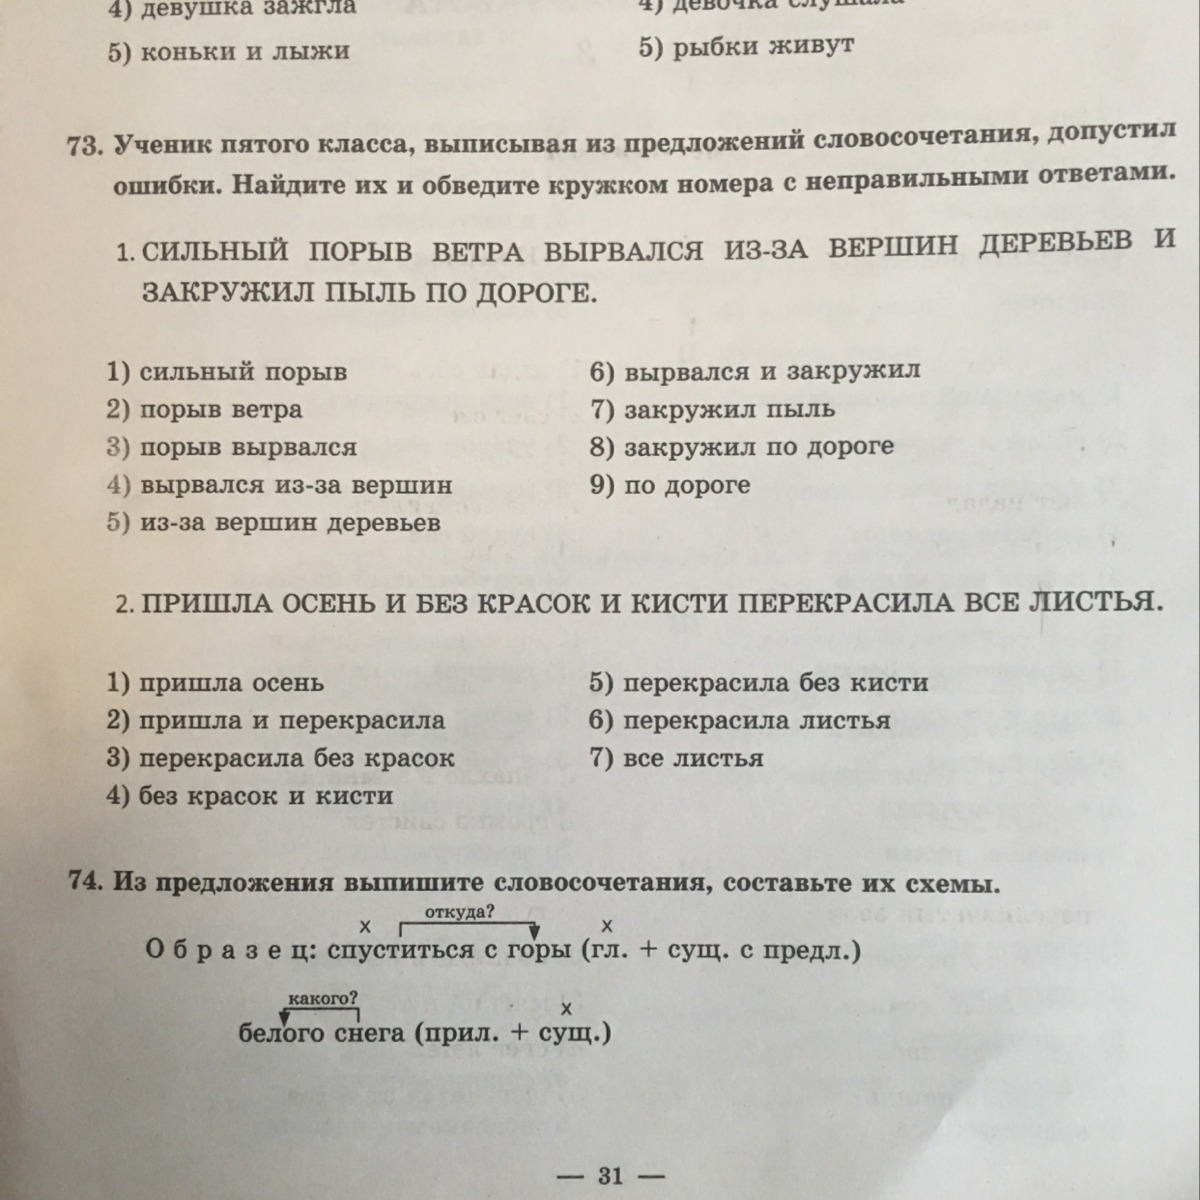 4) девушка зажгла
4) девочка слушала
5) коньки и лыжи
5) рыбки живут
73. Ученик пятого класса, выписывая из предложений словосочетания, допустил
ошибки. Найдите их и обведите кружком номера с неправильными ответами.
1. СИЛЬНЫЙ ПОРЫВ ВЕТРА ВЫРВАЛСЯ ИЗ-ЗА ВЕРШИН ДЕРЕВЬЕВ И
ЗАКРУЖИЛ ПЫЛЬ ПО ДОРОГЕ.
1) сильный порыв
2) порыв ветра
3) порыв вырвался
4) вырвался из-за вершин
5) из-за вершин деревьев
6) вырвался и закружил
7) закружил пыль
8) закружил по дороге
9) по дороге
2. ПРИШЛА ОСЕНЬ И БЕЗ КРАСОК И КИСТИ ПЕРЕКРАСИЛА ВСЕ ЛИСТЬЯ.
1) пришла осень
2) пришла и перекрасила
3) перекрасила без красок
4) без красок и кисти
5) перекрасила без кисти
6) перекрасила листья
7) все листья
74. Из предложения выпишите словосочетания, составьте их схемы.
х откуда? х
О б р а з е ц: спуститься с горы (гл. + сущ. с предл.)
какого? х
белого снега (прил. + сущ.)
— 31 —